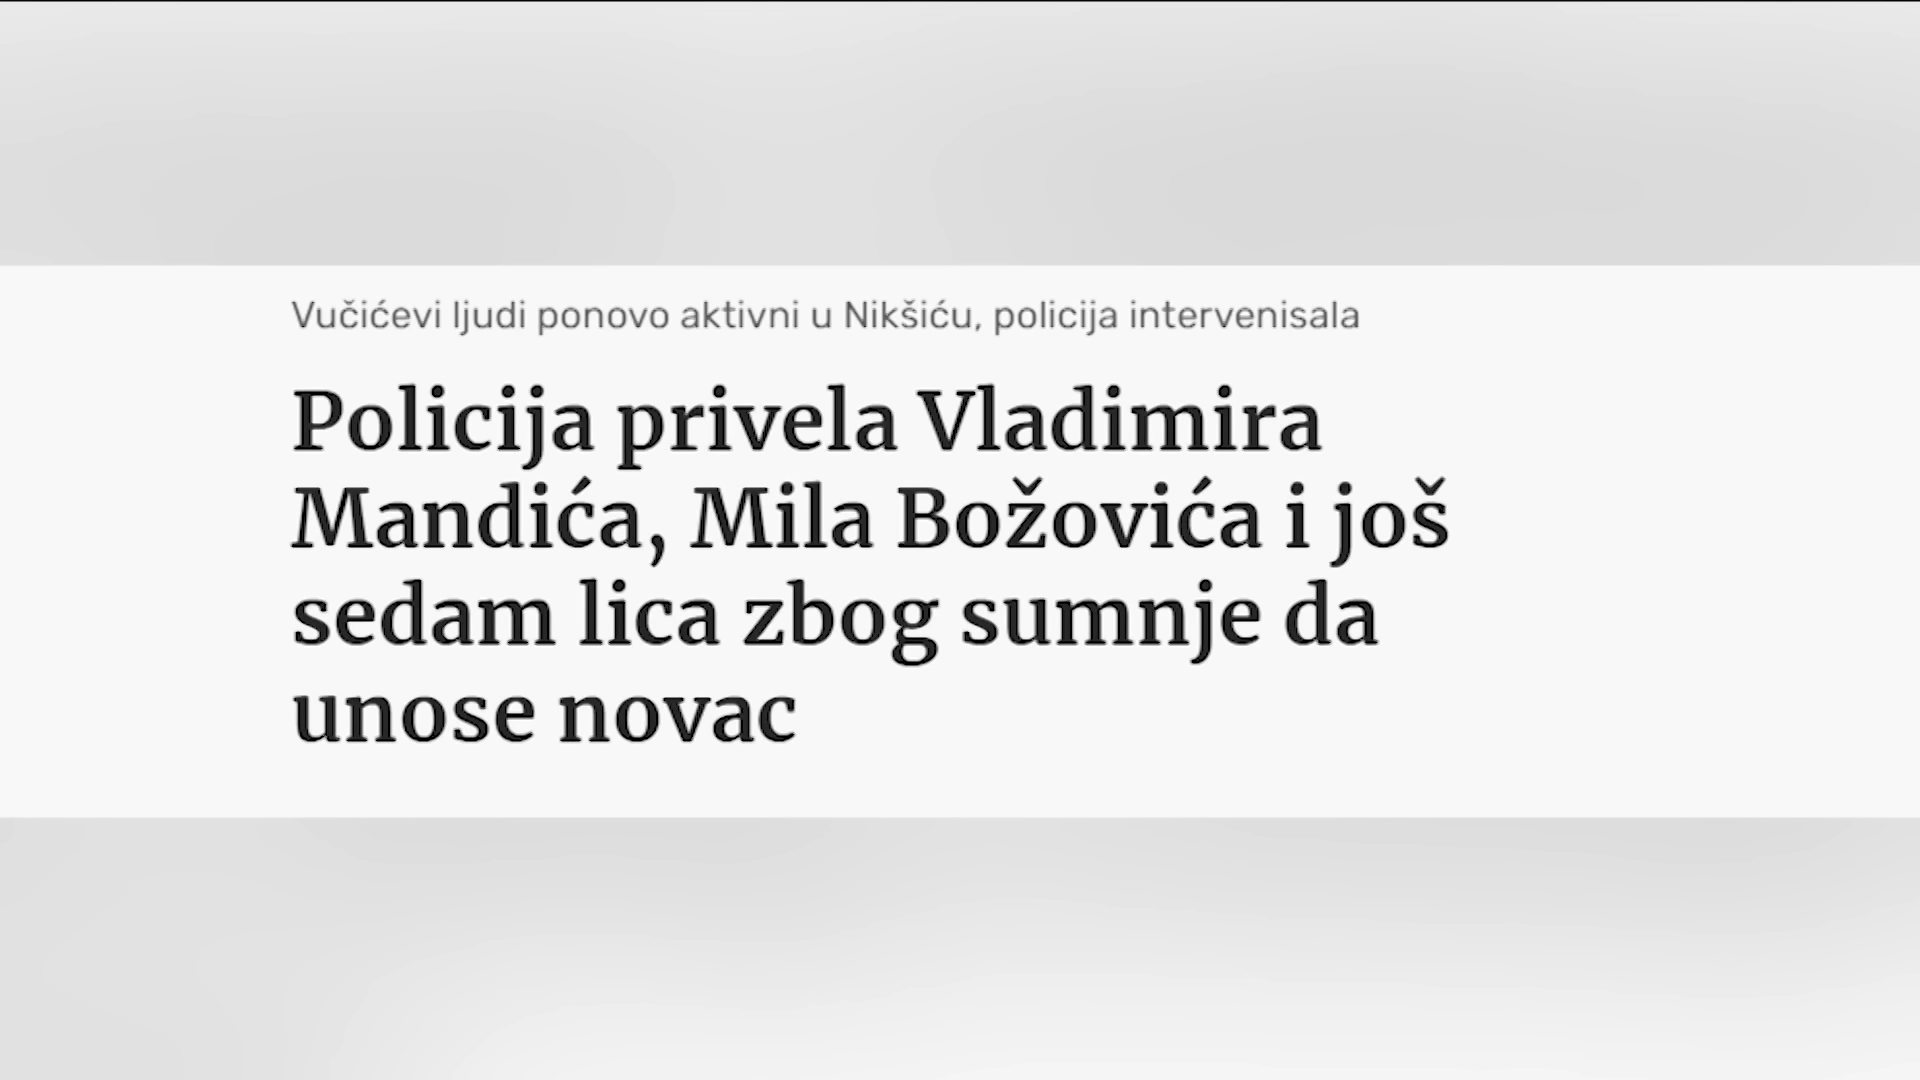 Vučićevi ljudi ponovo aktivni u Nikšiću, policija intervenisala
Policija privela Vladimira
Mandića, Mila Božovića i još
sedam lica zbog sumnje da
unose novac